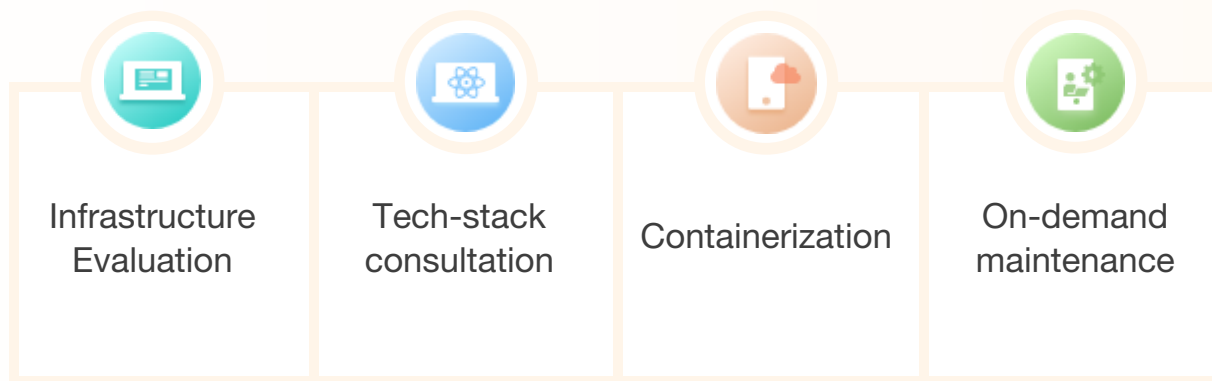 Infrastructure
Evaluation
Tech-stack
consultation
Containerization
On-demand
maintenance